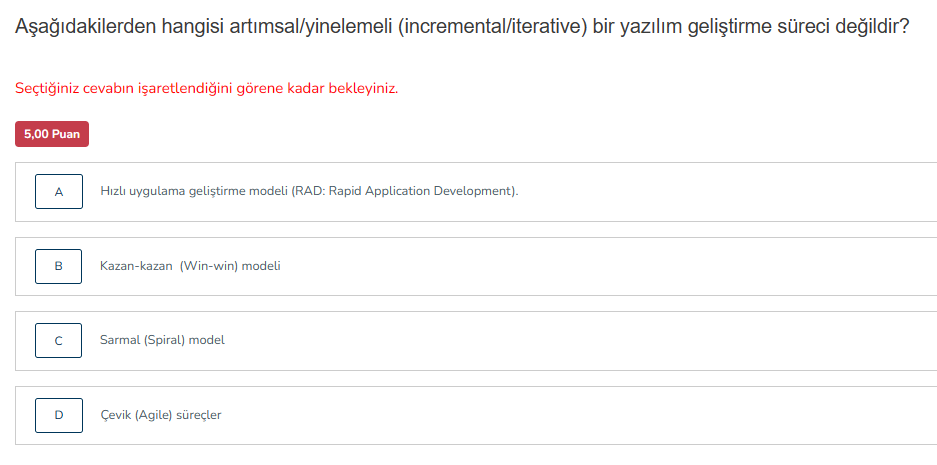 Aşağıdakilerden hangisi artımsal/yinelemeli (incremental/iterative) bir yazılım geliştirme süreci değildir?
Seçtiğiniz cevabın işaretlendiğini görene kadar bekleyiniz.
5,00 Puan
A Hızlı uygulama geliştirme modeli (RAD: Rapid Application Development).
B Kazan-kazan (Win-win) modeli
C Sarmal (Spiral) model
D Çevik (Agile) süreçler